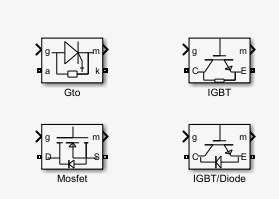 g m g m
a k C E
Gto IGBT
g m g m
D S C E
Mosfet IGBT/Diode